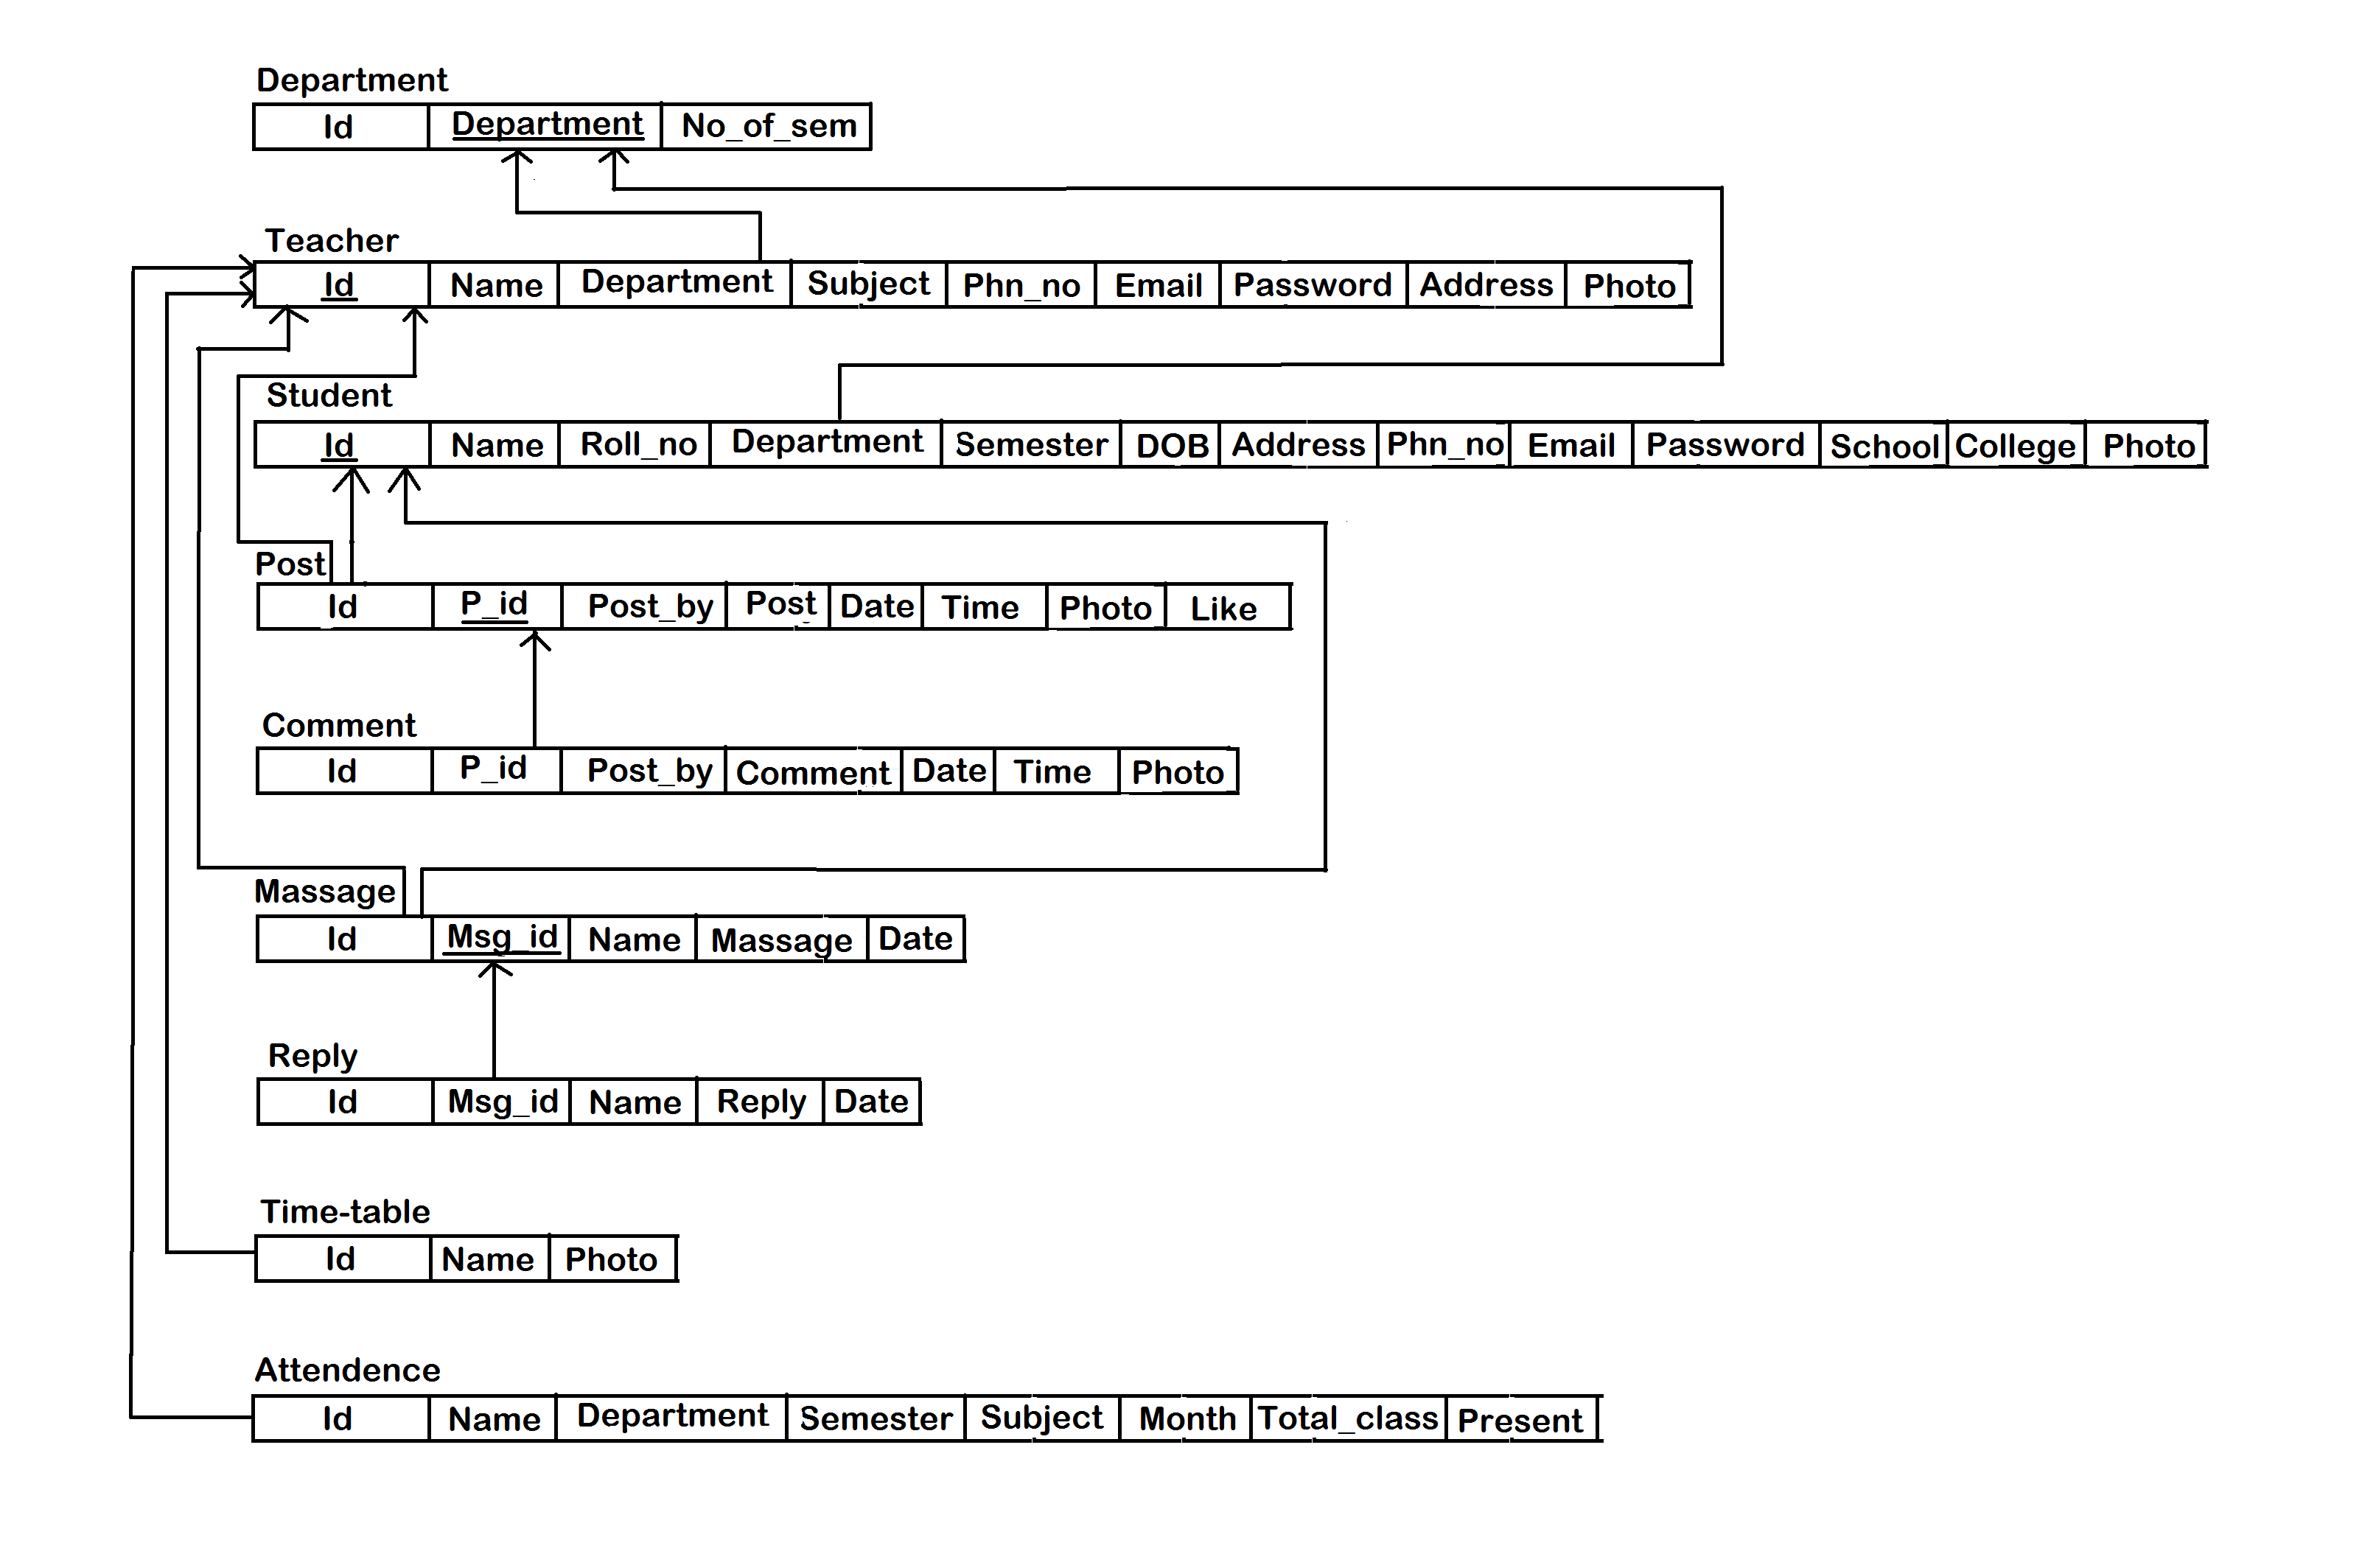 Department
Id Department No_of_sem
Teacher
Id Name Department Subject Phn_no Email Password Address Photo
Student
Id Name Roll_no Department Semester DOB Address Phn_no Email Password School College Photo
Post
Id P_id Post_by Post Date Time Photo Like
Comment
Id P_id Post_by Comment Date Time Photo
Massage
Id Msg_id Name Massage Date
Reply
Id Msg_id Name Reply Date
Time-table
Id Name Photo
Attendence
Id Name Department Semester Subject Month Total_class Present